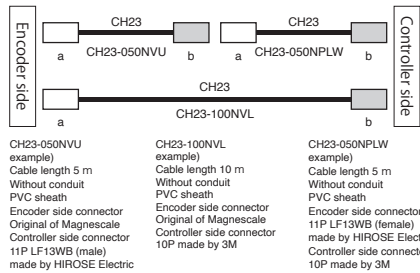 Encoder side
CH23
CH23
Controller side
a
CH23-050NVU
b
a
CH23-050NPLW
b
CH23
a
CH23-100NVL
b
CH23-050NVU
example)
Cable length 5 m
Without conduit
PVC sheath
Encoder side connector
Original of Magnescale
Controller side connector
11P LF13WB (male)
made by HIROSE Electric
CH23-100NVL
example)
Cable length 10 m
Without conduit
PVC sheath
Encoder side connector
Original of Magnescale
Controller side connector
10P made by 3M
CH23-050NPLW
example)
Cable length 5 m
Without conduit
PVC sheath
Encoder side connector
11P LF13WB (female)
made by HIROSE Elect
Controller side connect
10P made by 3M